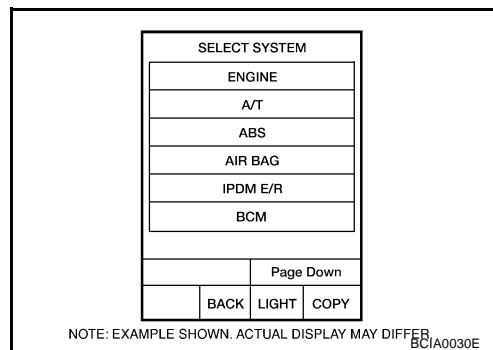 SELECT SYSTEM
ENGINE
A/T
ABS
AIR BAG
IPDM E/R
BCM
Page Down
BACK LIGHT COPY
NOTE: EXAMPLE SHOWN. ACTUAL DISPLAY MAY DIFFER.
BCIA0030E